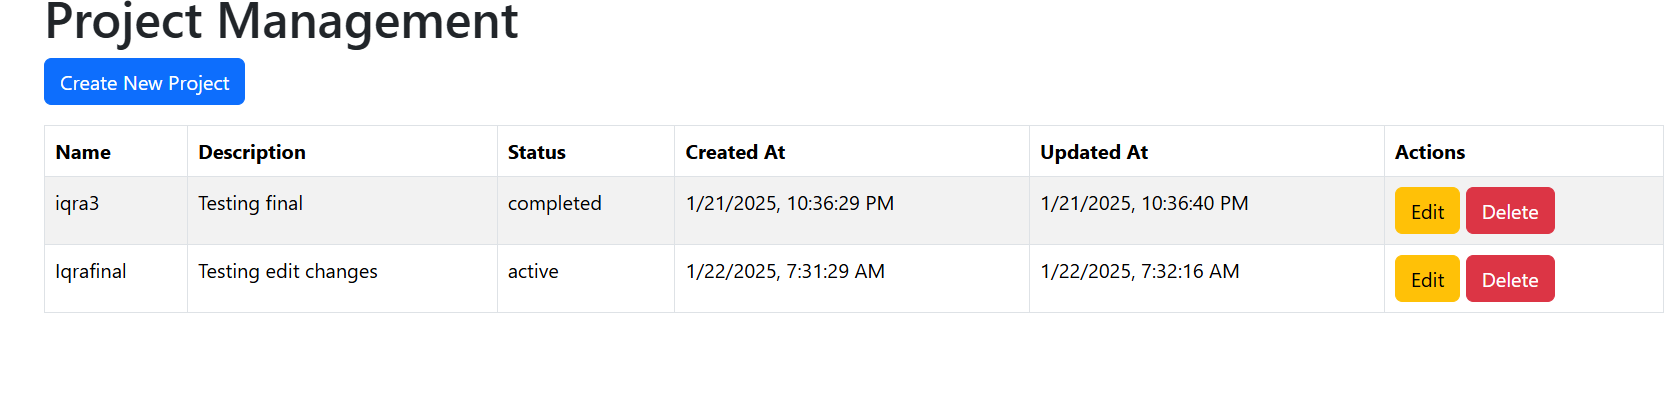 Project Management
Create New Project
Name Description Status Created At Updated At Actions
iqra3 Testing final completed 1/21/2025, 10:36:29 PM 1/21/2025, 10:36:40 PM Edit Delete
Iqrafinal Testing edit changes active 1/22/2025, 7:31:29 AM 1/22/2025, 7:32:16 AM Edit Delete